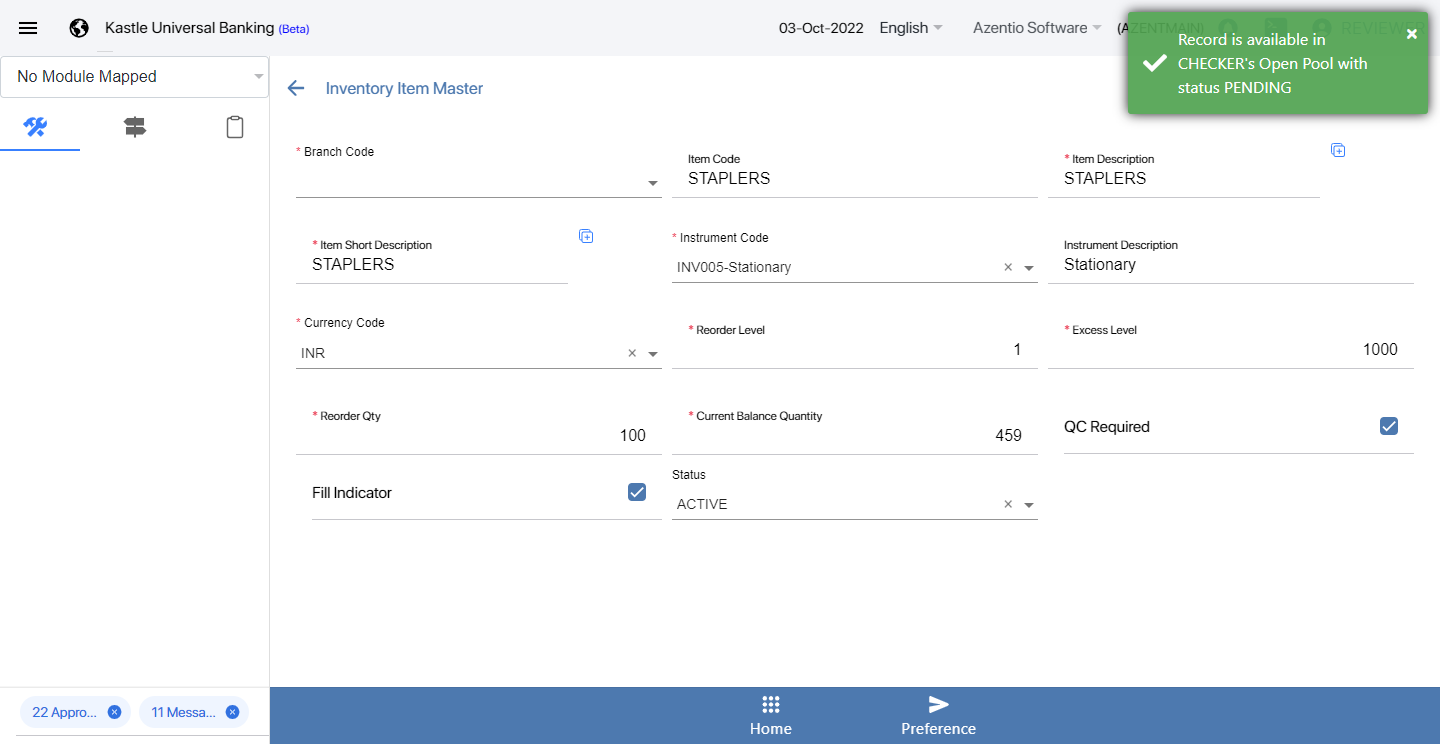 Kastle Universal Banking (Beta)
03-Oct-2022 English Azentio Software (AZENTMAIN) REVIEWER
Record is available in
CHECKER's Open Pool with
status PENDING
No Module Mapped
Inventory Item Master
* Branch Code
Item Code
STAPLERS
* Item Description
STAPLERS
* Item Short Description
STAPLERS
* Instrument Code
INV005-Stationary ×
Instrument Description
Stationary
* Currency Code
INR ×
* Reorder Level
1
* Excess Level
1000
* Reorder Qty
100
* Current Balance Quantity
459
QC Required
Fill Indicator
Status
ACTIVE ×
22 Appro...
11 Messa...
Home
Preference